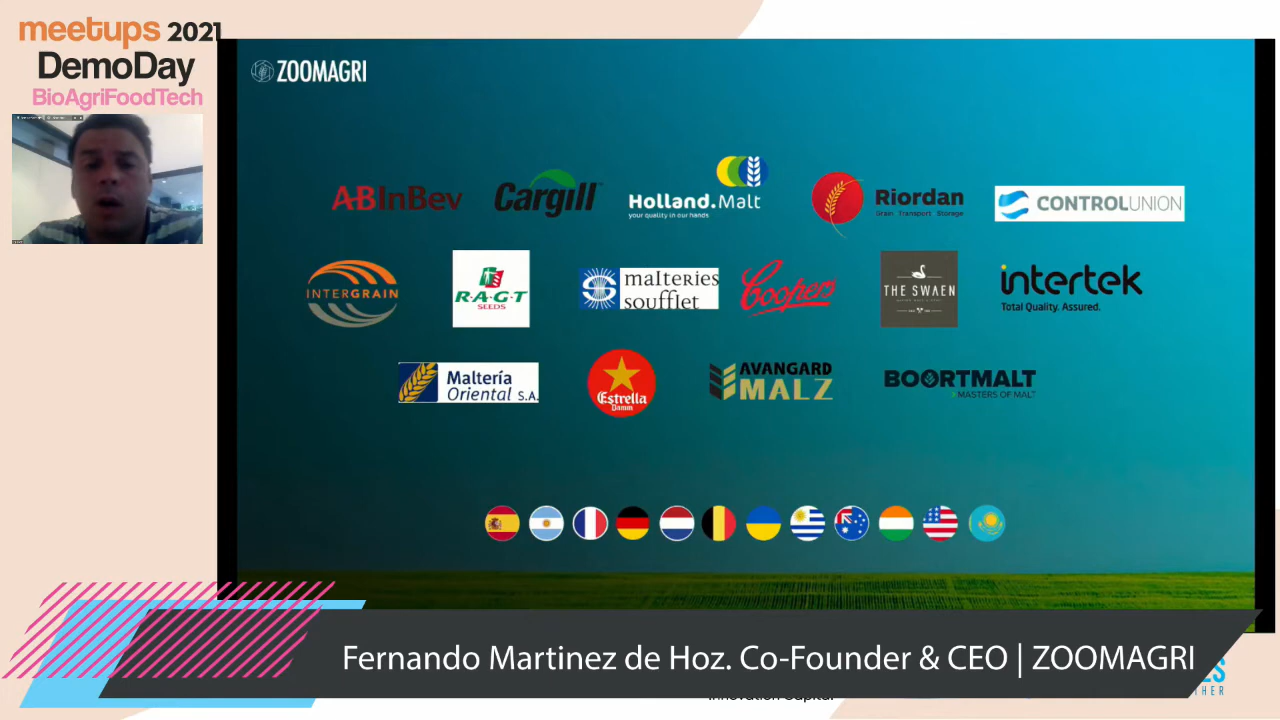 meetups 2021
DemoDay
BioAgriFoodTech
ZOOMAGRI
ABInBev
Cargill
Holland.Malt
your quality in our hands
Riordan
Grain Transport Storage
CONTROLUNION
INTERGRAIN
R·A·G·T
SEEDS
malteries
soufflet
Coopers
THE SWAEN
intertek
Total Quality. Assured.
Maltería
Oriental S.A.
Estrella
Damm
AVANGARD
MALZ
BOORTMALT
MASTERS OF MALT
Fernando Martinez de Hoz. Co-Founder & CEO | ZOOMAGRI